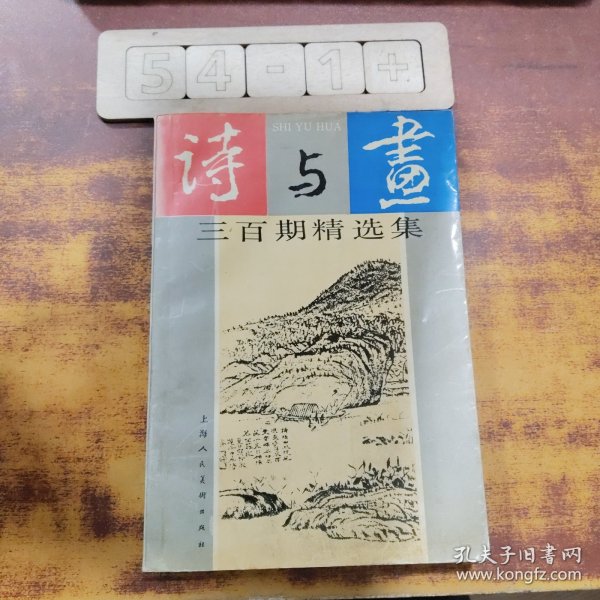 54-1+
SHI YU HUA
诗与畫
三百期精选集
上海人民美術出版社
孔夫子旧書网
www.kongfz.com